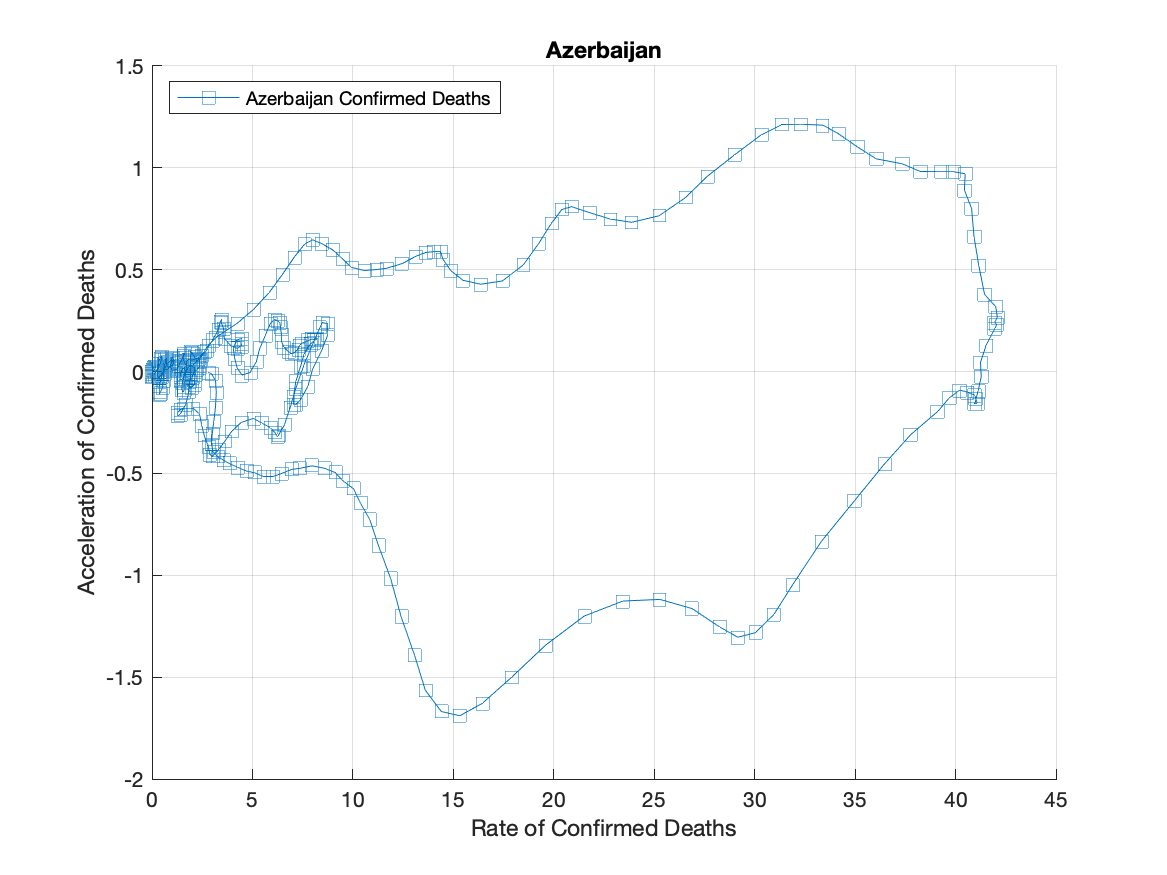 Azerbaijan
Azerbaijan Confirmed Deaths
Acceleration of Confirmed Deaths
1.5
1
0.5
0
-0.5
-1
-1.5
-2
0 5 10 15 20 25 30 35 40 45
Rate of Confirmed Deaths